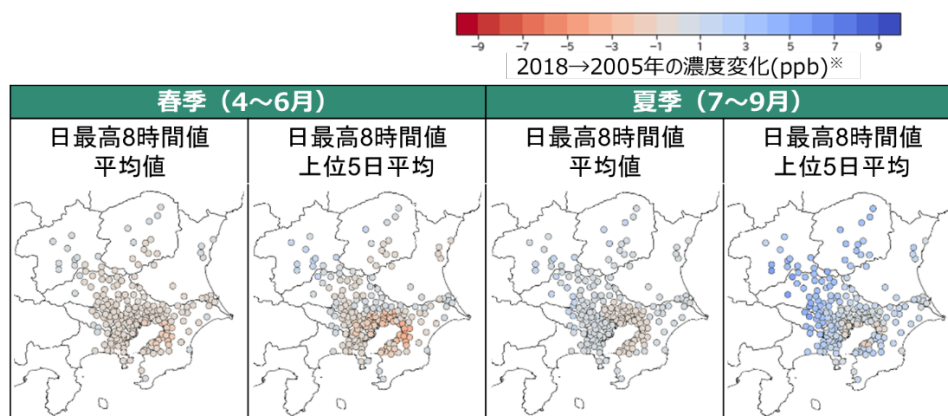 -9 -7 -5 -3 -1 1 3 5 7 9
2018→2005年の濃度変化(ppb)※
春季（4～6月）
夏季（7～9月）
日最高8時間値
平均値
日最高8時間値
上位5日平均
日最高8時間値
平均値
日最高8時間値
上位5日平均